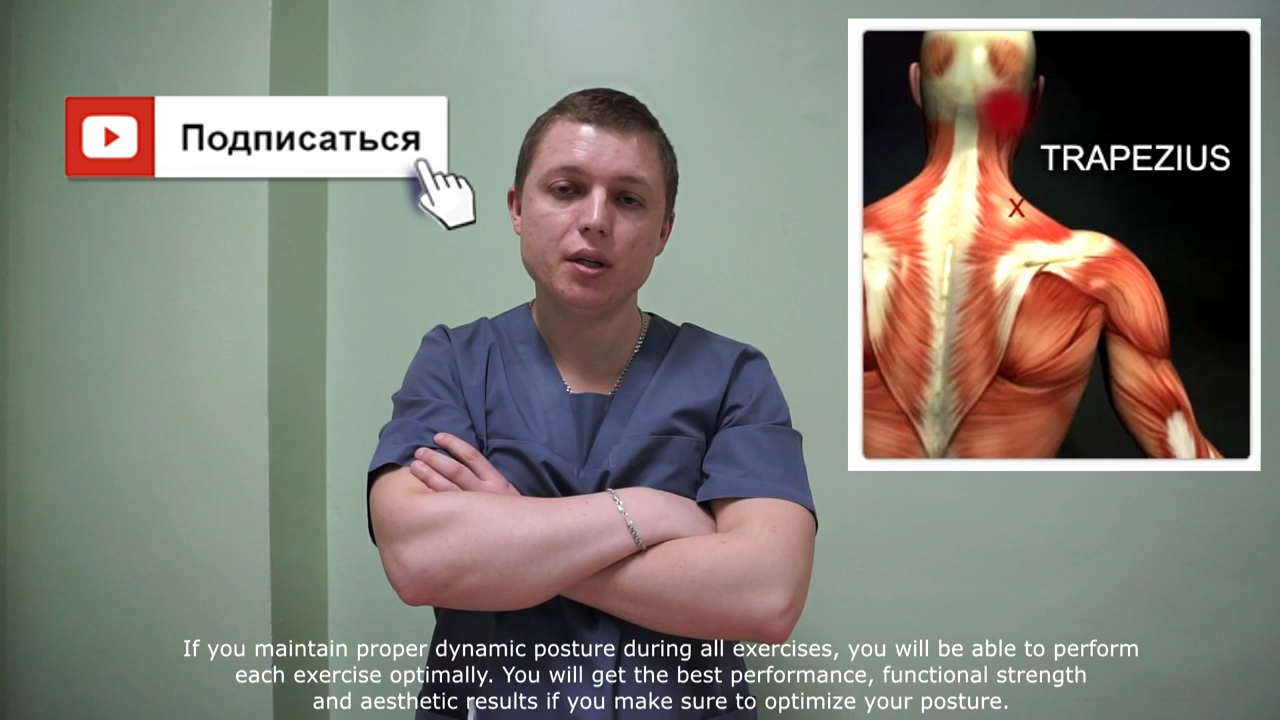 Подписаться
TRAPEZIUS
X
If you maintain proper dynamic posture during all exercises, you will be able to perform
each exercise optimally. You will get the best performance, functional strength
and aesthetic results if you make sure to optimize your posture.